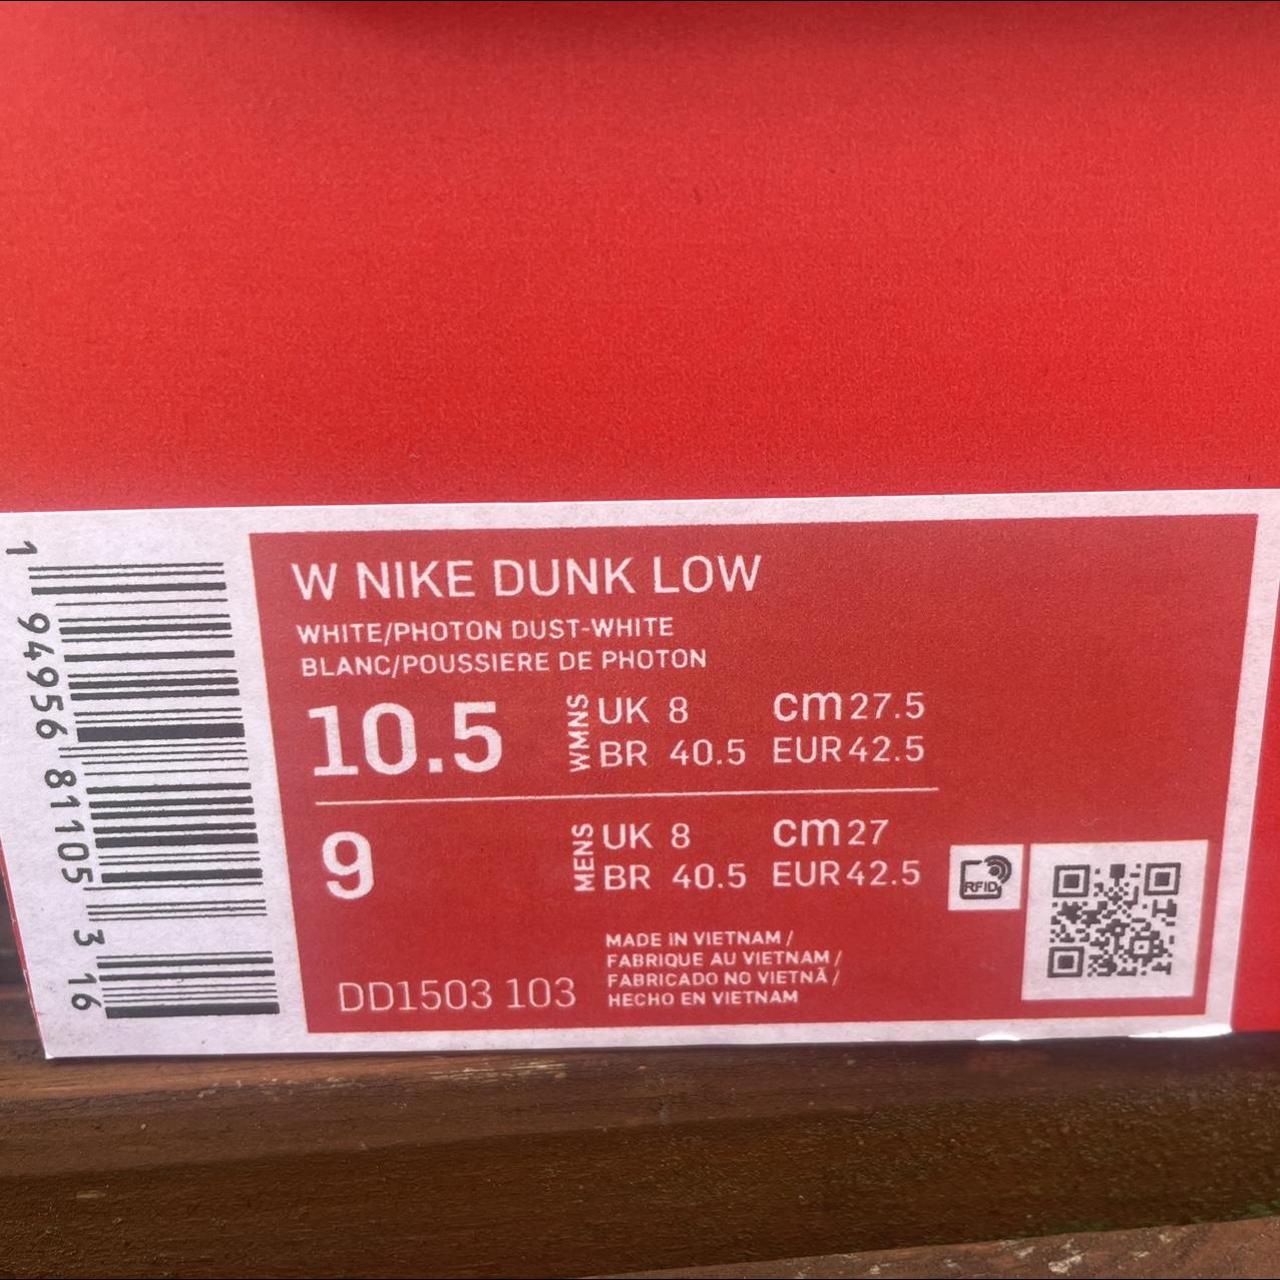 W NIKE DUNK LOW
WHITE/PHOTON DUST-WHITE
BLANC/POUSSIERE DE PHOTON
10.5 WMNS UK 8 cm 27.5
BR 40.5 EUR 42.5
9 MENS UK 8 cm 27
BR 40.5 EUR 42.5
RFID
MADE IN VIETNAM /
FABRIQUE AU VIETNAM /
FABRICADO NO VIETNÃ /
HECHO EN VIETNAM
DD1503 103
1 94956 81105 3 16